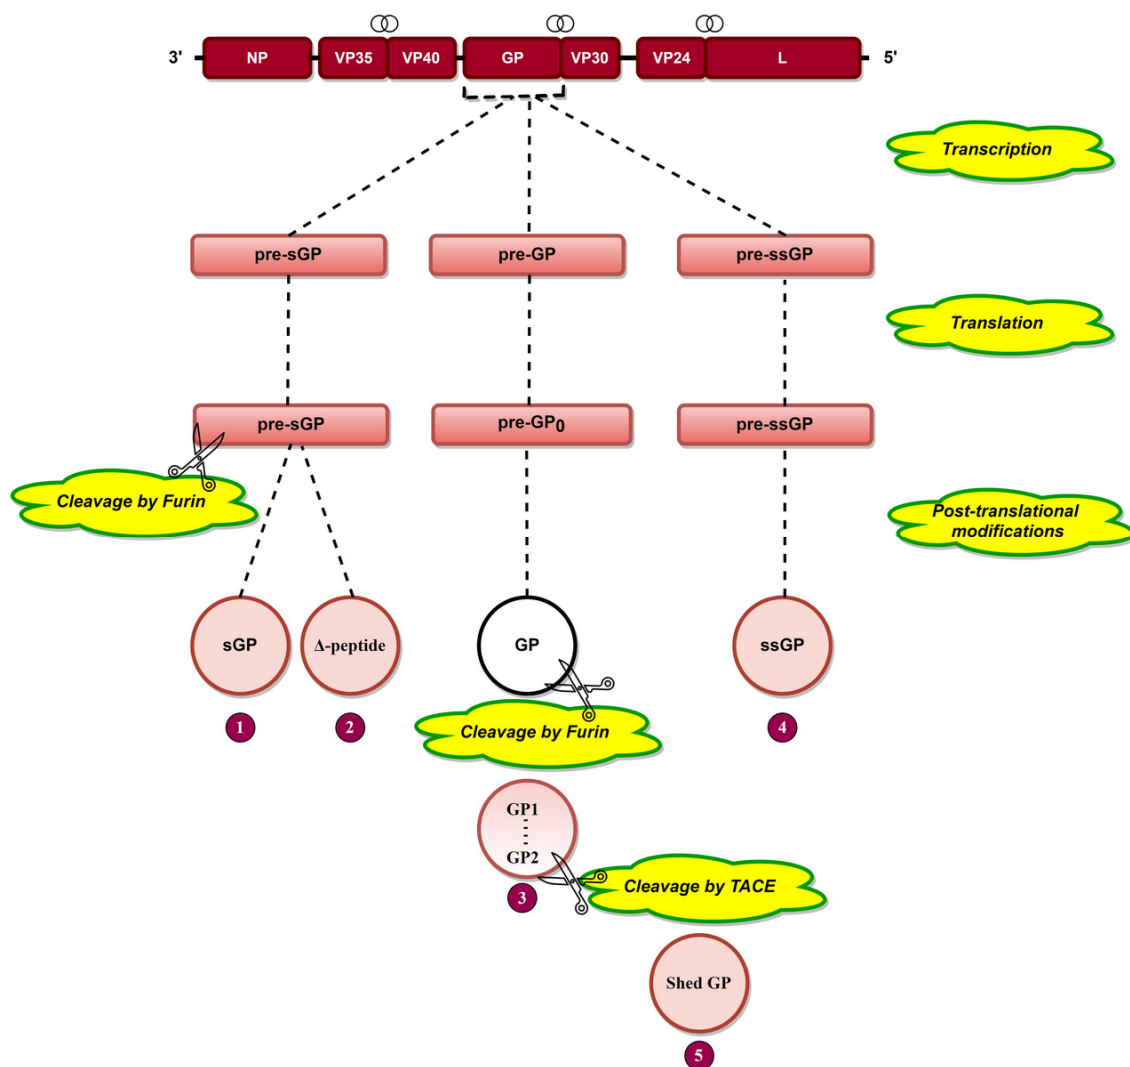 3' NP VP35 VP40 GP VP30 VP24 L 5'
Transcription
pre-sGP pre-GP pre-ssGP
Translation
pre-sGP pre-GP0 pre-ssGP
Cleavage by Furin
Post-translational
modifications
sGP Δ-peptide GP ssGP
1 2 4
Cleavage by Furin
GP1
GP2
3
Cleavage by TACE
Shed GP
5